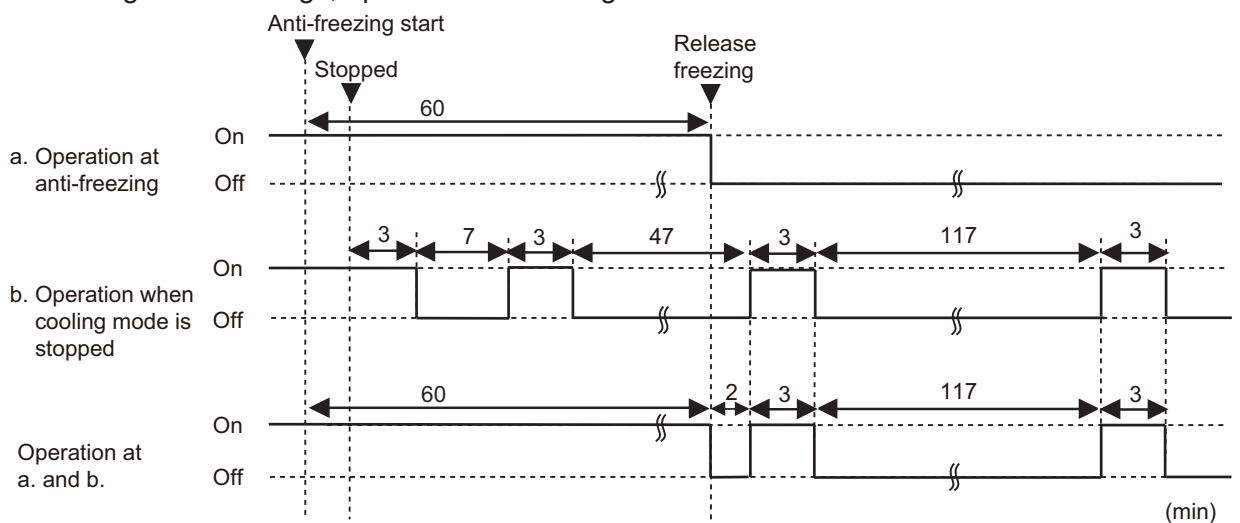 Anti-freezing start
Stopped
Release
freezing
60
On
Off
a. Operation at
anti-freezing
3 7 3 47 3 117 3
On
Off
b. Operation when
cooling mode is
stopped
60 2 3 117 3
On
Off
Operation at
a. and b.
(min)